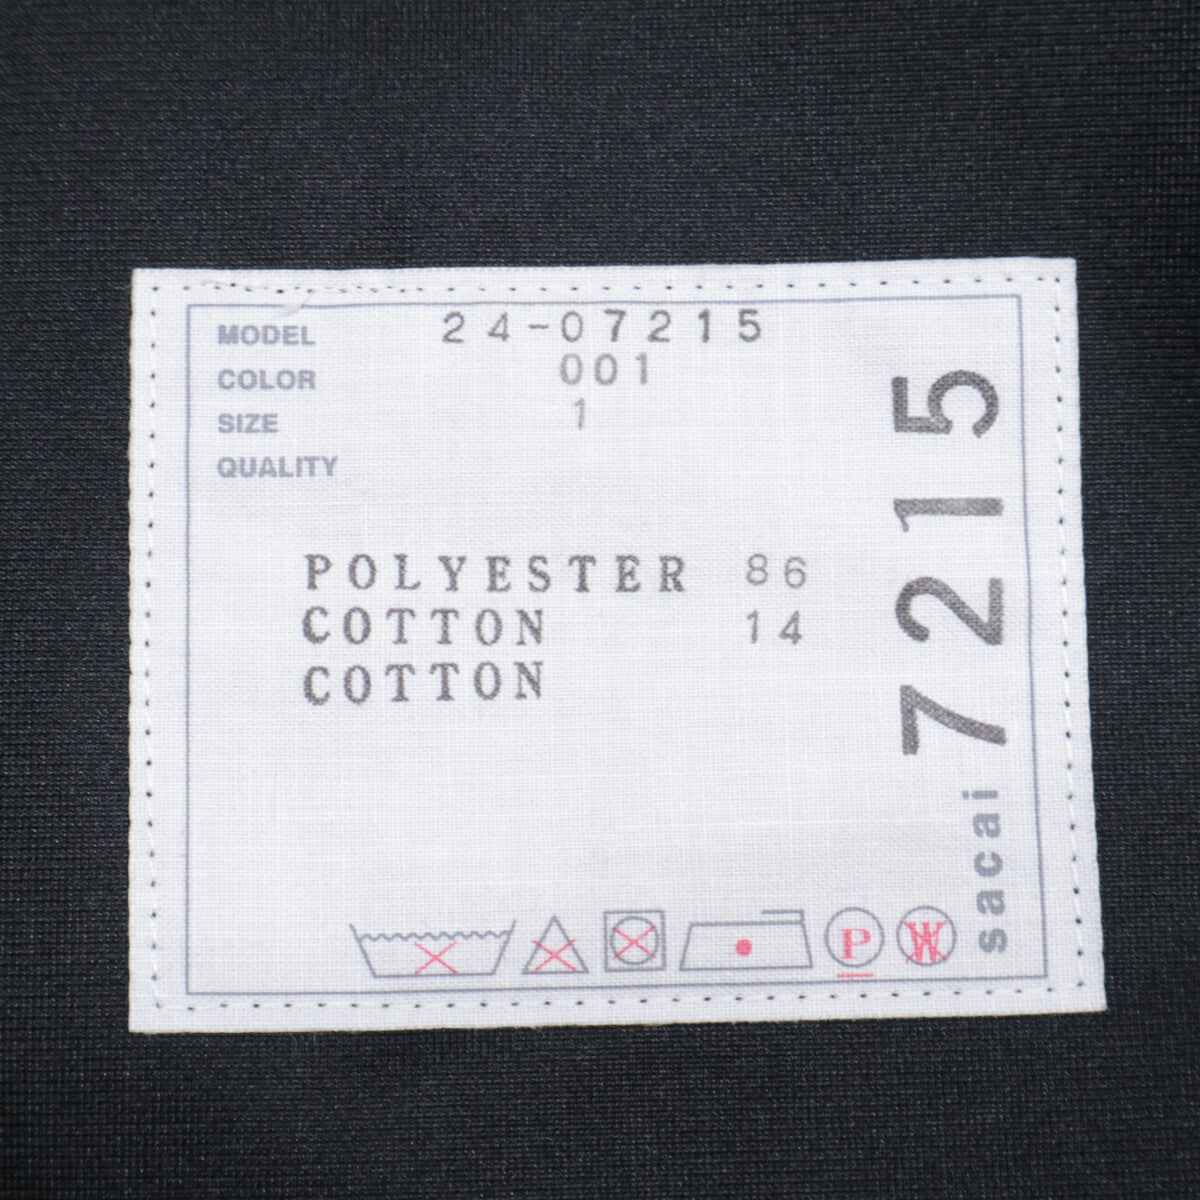 MODEL 24-07215
COLOR 001
SIZE 1
QUALITY
POLYESTER 86
COTTON 14
COTTON
P W
sacai 7215